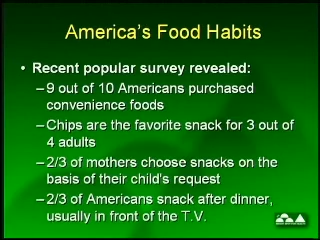 America's Food Habits
• Recent popular survey revealed:
– 9 out of 10 Americans purchased
convenience foods
– Chips are the favorite snack for 3 out of
4 adults
– 2/3 of mothers choose snacks on the
basis of their child's request
– 2/3 of Americans snack after dinner,
usually in front of the T.V.